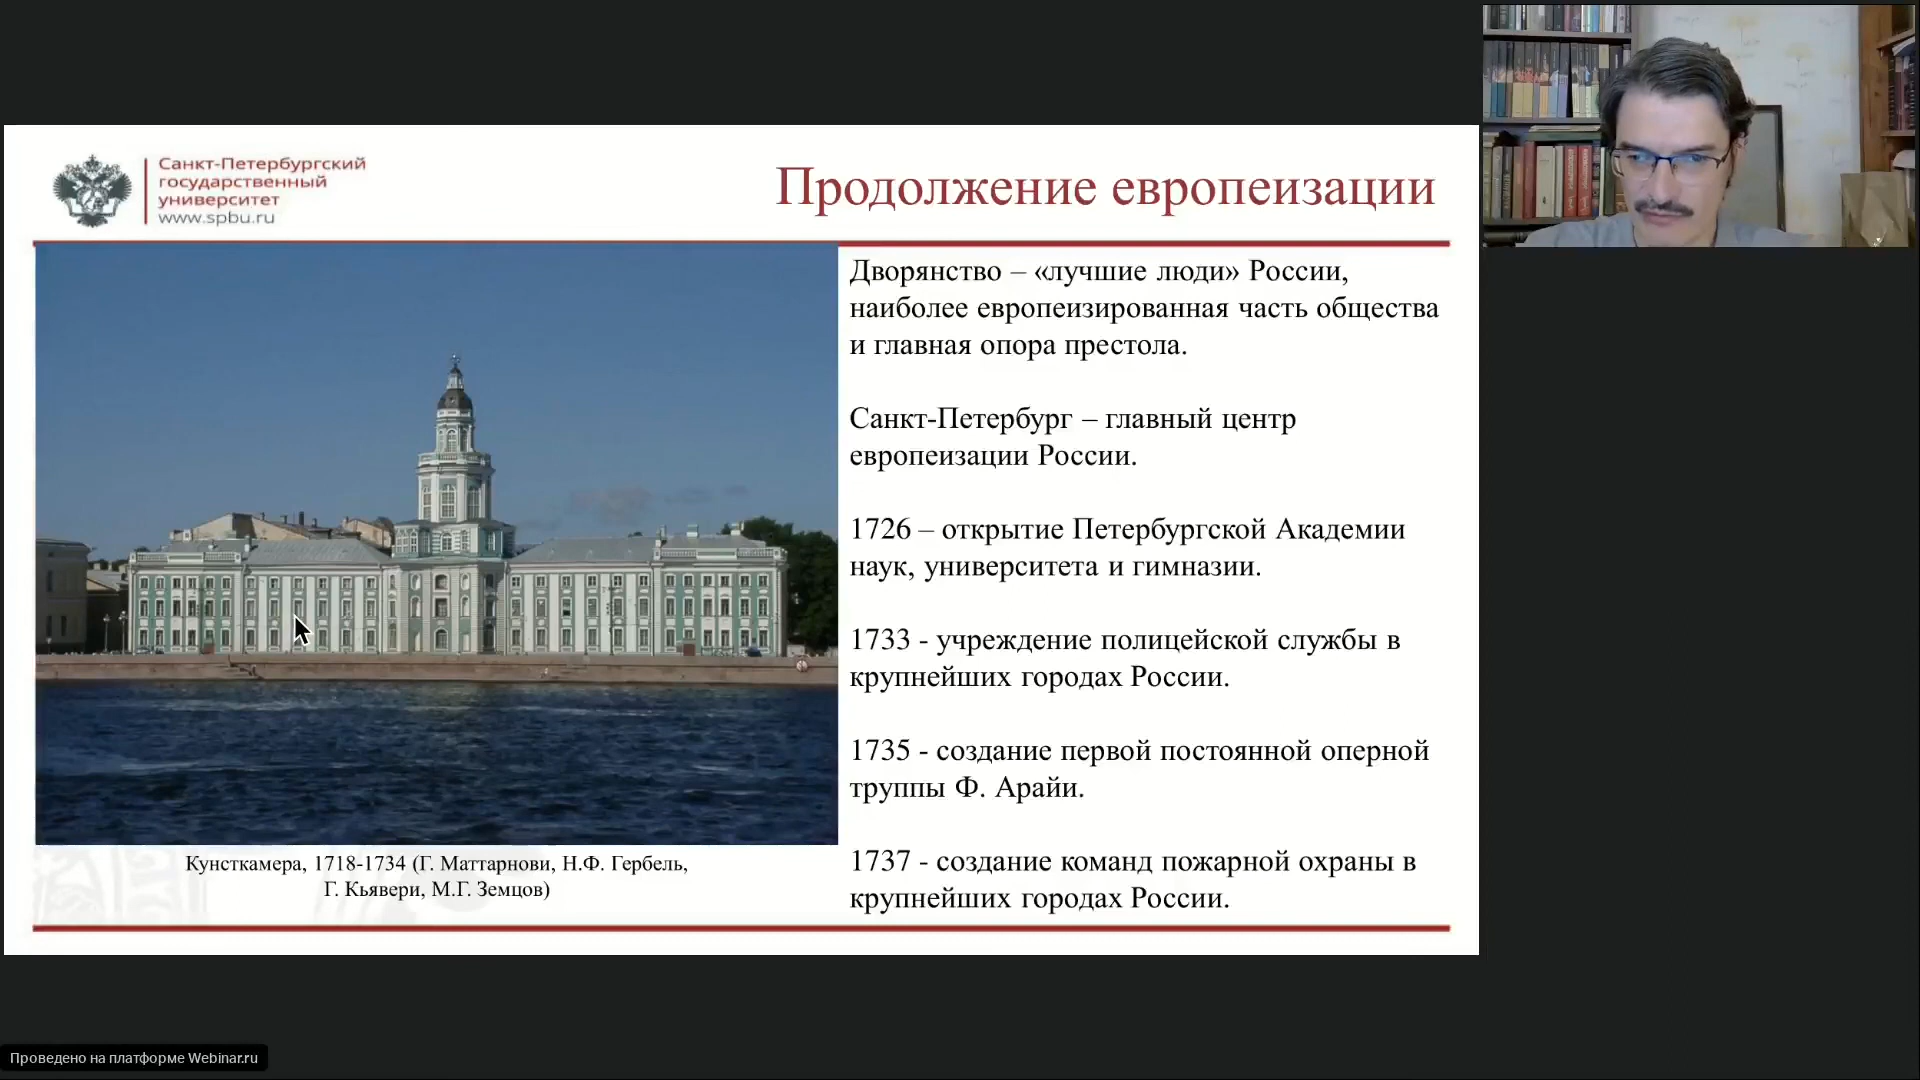 Санкт-Петербургский
государственный
университет
www.spbu.ru
Продолжение европеизации
Дворянство – «лучшие люди» России,
наиболее европеизированная часть общества
и главная опора престола.
Санкт-Петербург – главный центр
европеизации России.
1726 – открытие Петербургской Академии
наук, университета и гимназии.
1733 - учреждение полицейской службы в
крупнейших городах России.
1735 - создание первой постоянной оперной
труппы Ф. Арайи.
1737 - создание команд пожарной охраны в
крупнейших городах России.
Кунсткамера, 1718-1734 (Г. Маттарнови, Н.Ф. Гербель,
Г. Кьявери, М.Г. Земцов)
Проведено на платформе Webinar.ru